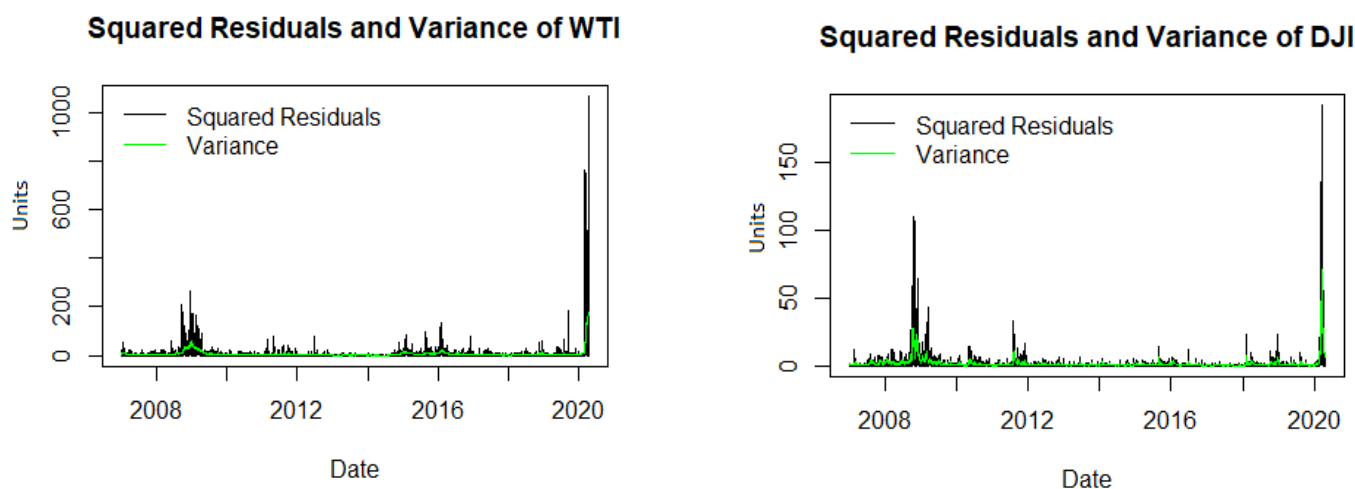 Squared Residuals and Variance of WTI
Squared Residuals
Variance
Units
1000
600
200
0
2008
2012
2016
2020
Date
Squared Residuals and Variance of DJI
Squared Residuals
Variance
Units
150
100
50
0
2008
2012
2016
2020
Date